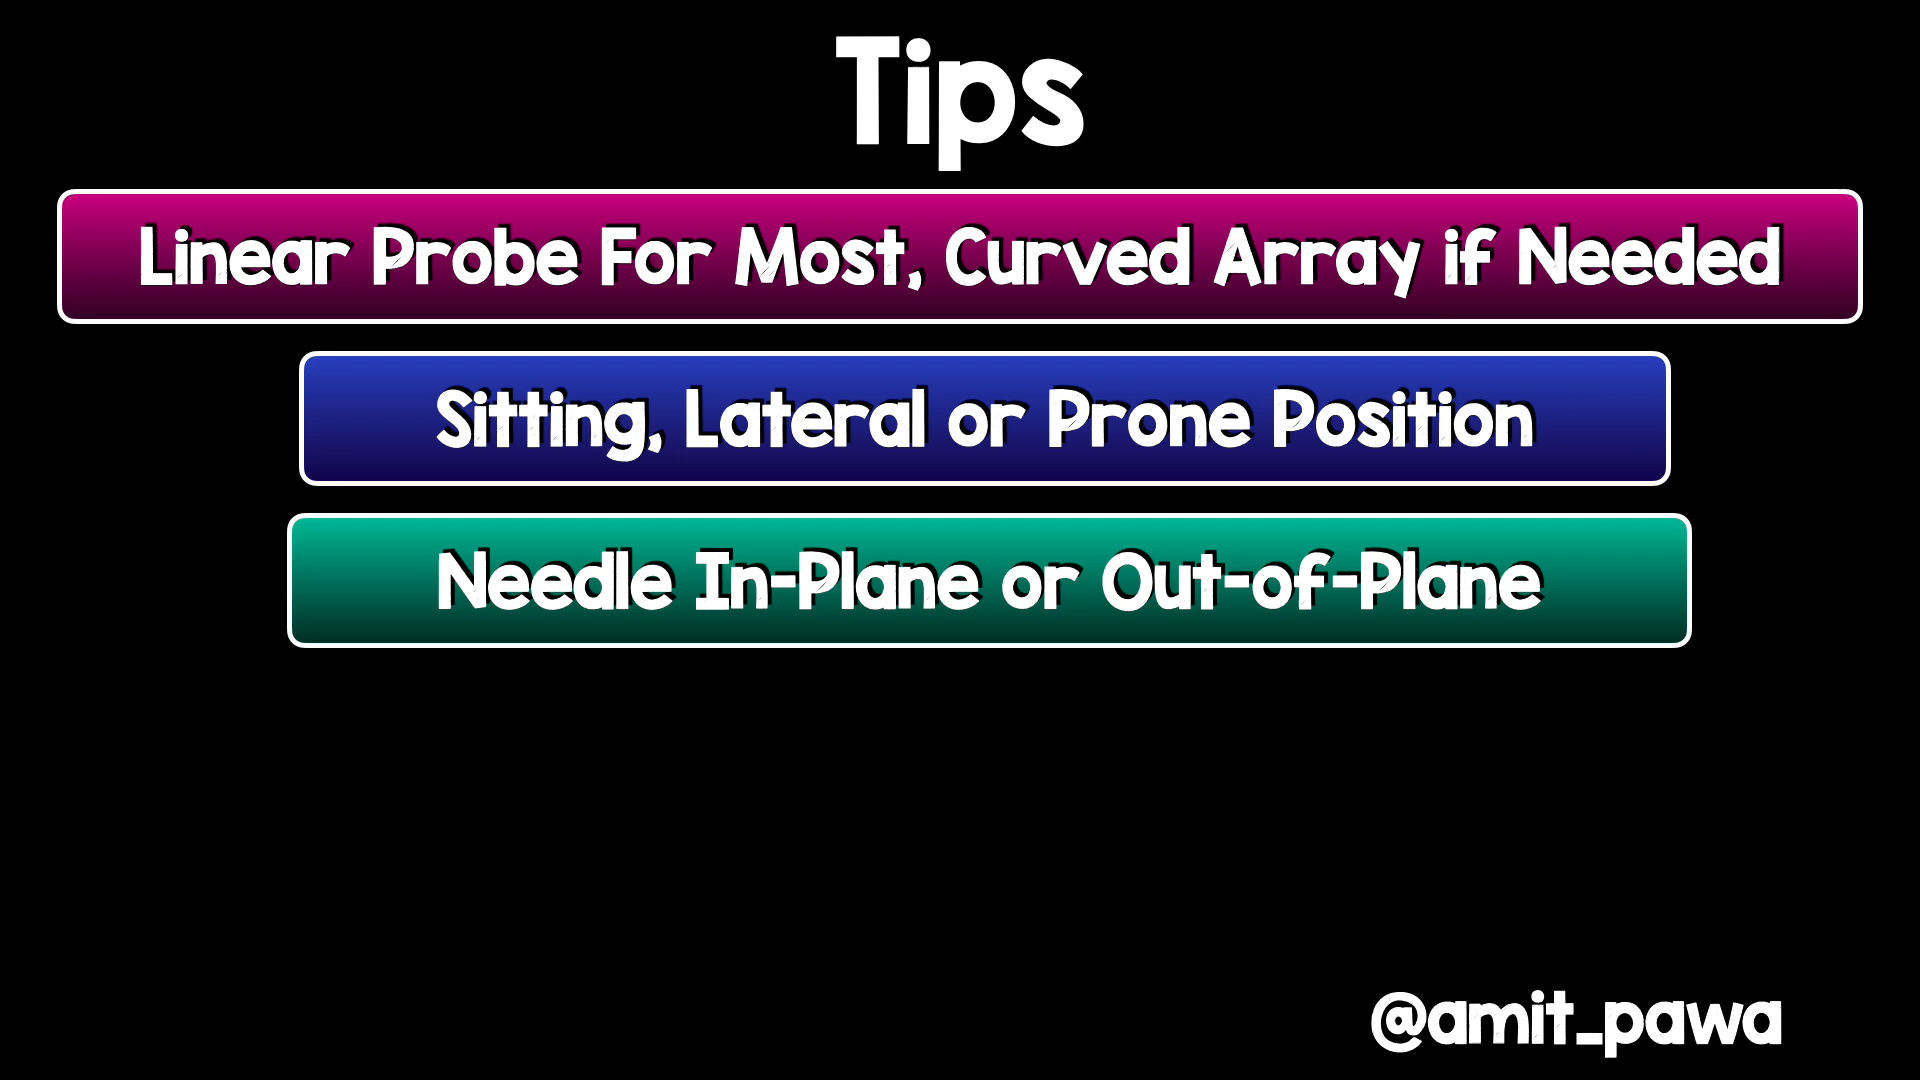 Tips
Linear Probe For Most, Curved Array if Needed
Sitting, Lateral or Prone Position
Needle In-Plane or Out-of-Plane
@amit_pawa